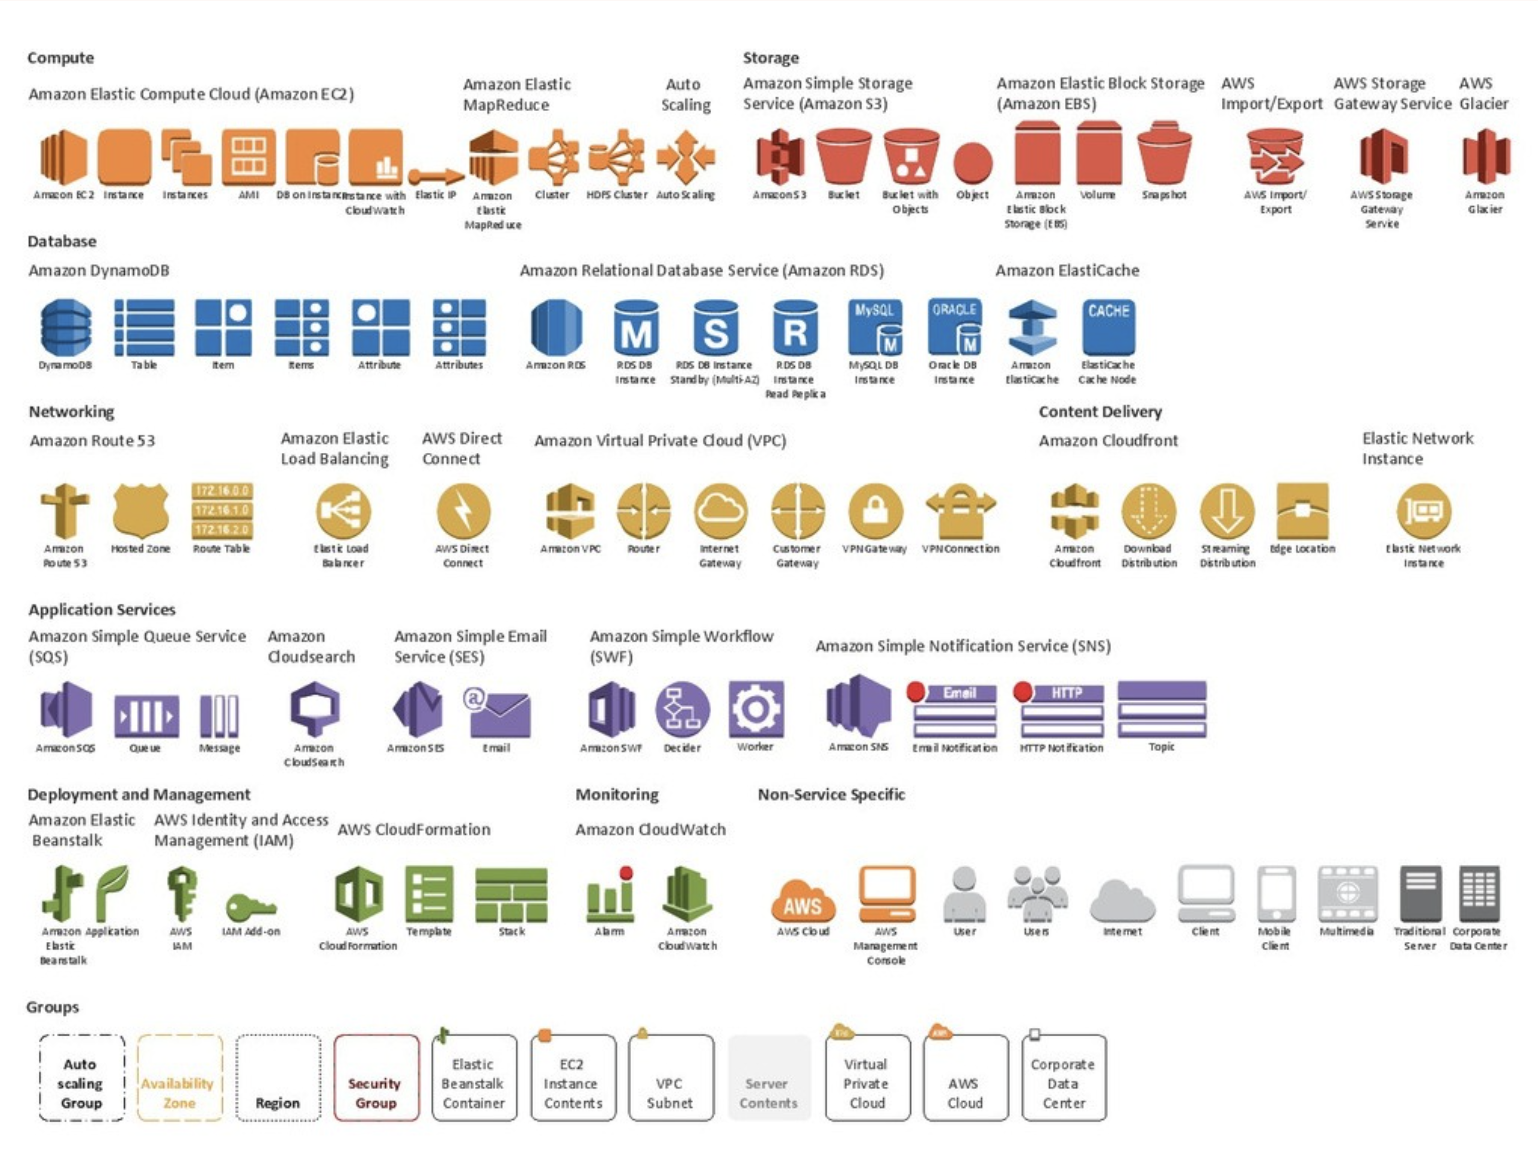 Compute
Amazon Elastic Compute Cloud (Amazon EC2)
Amazon Elastic
MapReduce
Auto
Scaling
Amazon EC2
Instance
Instances
AMI
DB on Instance
Instance with
CloudWatch
Elastic IP
Amazon
Elastic
MapReduce
Cluster
HDFS Cluster
Auto Scaling
Storage
Amazon Simple Storage
Service (Amazon S3)
Amazon Elastic Block Storage
(Amazon EBS)
AWS
Import/Export
AWS Storage
Gateway Service
AWS
Glacier
Amazon S3
Bucket
Bucket with
Objects
Object
Amazon
Elastic Block
Storage (EBS)
Volume
Snapshot
AWS Import/
Export
AWS Storage
Gateway
Service
Amazon
Glacier
Database
Amazon DynamoDB
DynamoDB
Table
Item
Items
Attribute
Attributes
Amazon Relational Database Service (Amazon RDS)
M
S
R
MySQL
M
ORACLE
M
Amazon RDS
RDS DB
Instance
RDS DB Instance
Standby (Multi-AZ)
RDS DB
Instance
Read Replica
MySQL DB
Instance
Oracle DB
Instance
Amazon ElastiCache
CACHE
Amazon
ElastiCache
ElastiCache
Cache Node
Networking
Amazon Route 53
172.16.0.0
172.16.1.0
172.16.2.0
Amazon
Route 53
Hosted Zone
Route Table
Amazon Elastic
Load Balancing
Elastic Load
Balancer
AWS Direct
Connect
AWS Direct
Connect
Amazon Virtual Private Cloud (VPC)
Amazon VPC
Router
Internet
Gateway
Customer
Gateway
VPN Gateway
VPN Connection
Content Delivery
Amazon Cloudfront
Amazon
Cloudfront
Download
Distribution
Streaming
Distribution
Edge Location
Elastic Network
Instance
Elastic Network
Instance
Application Services
Amazon Simple Queue Service
(SQS)
Amazon SQS
Queue
Message
Amazon
Cloudsearch
Amazon
CloudSearch
Amazon Simple Email
Service (SES)
@
Amazon SES
Email
Amazon Simple Workflow
(SWF)
Amazon SWF
Decider
Worker
Amazon Simple Notification Service (SNS)
Email
HTTP
Amazon SNS
Email Notification
HTTP Notification
Topic
Deployment and Management
Amazon Elastic
Beanstalk
Amazon
Elastic
Beanstalk
Application
AWS Identity and Access
Management (IAM)
AWS
IAM
IAM Add-on
AWS CloudFormation
AWS
CloudFormation
Template
Stack
Monitoring
Amazon CloudWatch
Alarm
Amazon
CloudWatch
Non-Service Specific
AWS
AWS Cloud
AWS
Management
Console
User
Users
Internet
Client
Mobile
Client
Multimedia
Traditional
Server
Corporate
Data Center
Groups
Auto
scaling
Group
Availability
Zone
Region
Security
Group
Elastic
Beanstalk
Container
EC2
Instance
Contents
VPC
Subnet
Server
Contents
Virtual
Private
Cloud
AWS
Cloud
Corporate
Data
Center